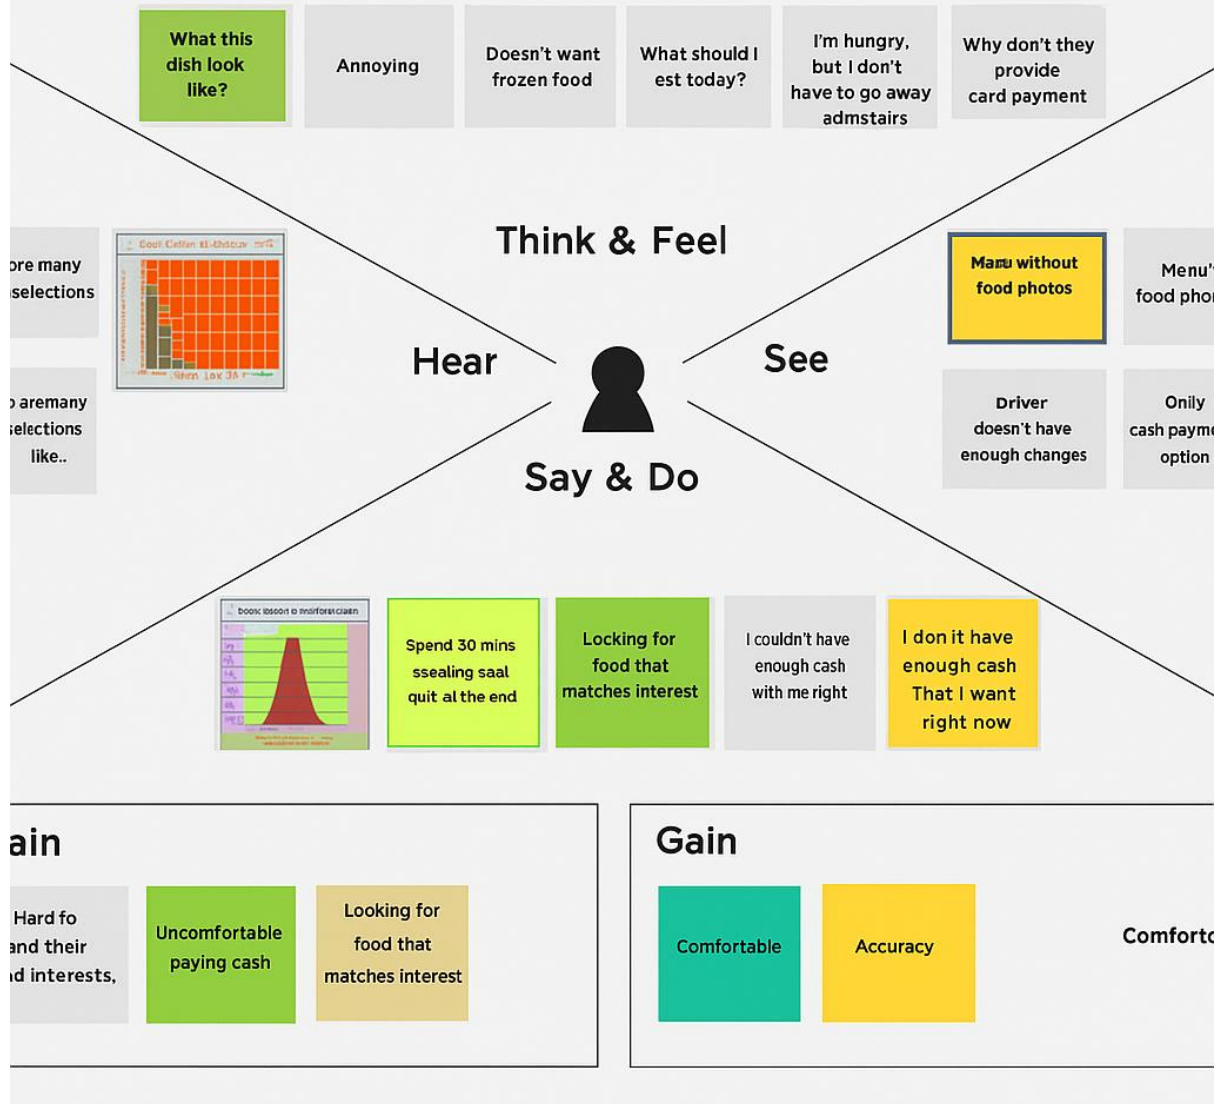 What this
dish look
like?
Annoying
Doesn't want
frozen food
What should I
est today?
I'm hungry,
but I don't
have to go away
admstairs
Why don't they
provide
card payment
Think & Feel
ore many
selections
o aremany
selections
like..
Hear
See
without
food photos
Menu'
food phor
Driver
doesn't have
enough changes
Onily
cash payme
option
Say & Do
Spend 30 mins
ssealing saal
quit al the end
Locking for
food that
matches interest
I couldn't have
enough cash
with me right
I don it have
enough cash
That I want
right now
ain
Hard fo
and their
d interests,
Uncomfortable
paying cash
Looking for
food that
matches interest
Gain
Comfortable
Accuracy
Comforto